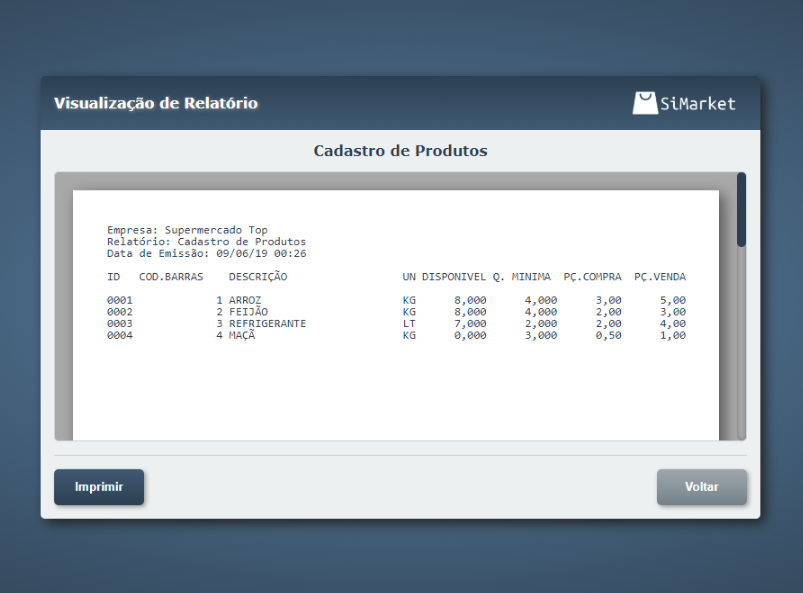 Visualização de Relatório
SiMarket
Cadastro de Produtos
Empresa: Supermercado Top
Relatório: Cadastro de Produtos
Data de Emissão: 09/06/19 00:26
ID COD.BARRAS DESCRIÇÃO UN DISPONIVEL Q. MINIMA PÇ.COMPRA PÇ.VENDA
0001 1 ARROZ KG 8,000 4,000 3,00 5,00
0002 2 FEIJÃO KG 8,000 4,000 2,00 3,00
0003 3 REFRIGERANTE LT 7,000 2,000 2,00 4,00
0004 4 MAÇÃ KG 0,000 3,000 0,50 1,00
Imprimir
Voltar